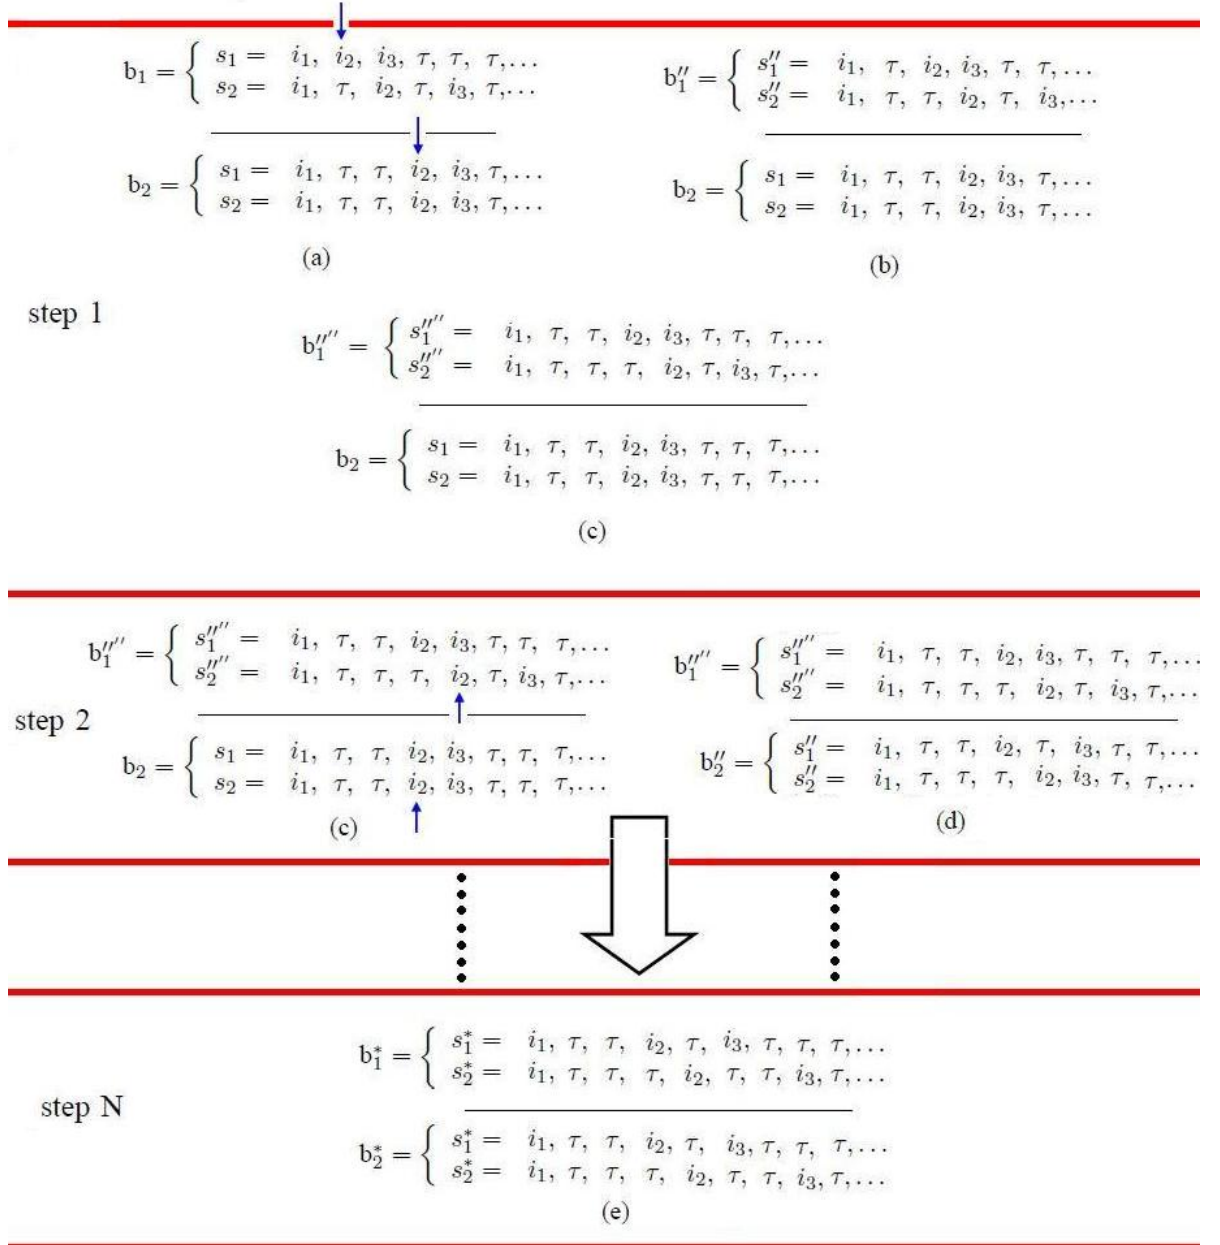 b₁ = { s₁ = i₁, i₂, i₃, τ, τ, τ,...
s₂ = i₁, τ, i₂, τ, i₃, τ,...
b₂ = { s₁ = i₁, τ, τ, i₂, i₃, τ,...
s₂ = i₁, τ, τ, i₂, i₃, τ,...
(a)
b₁″ = { s₁″ = i₁, τ, i₂, i₃, τ, τ,...
s₂″ = i₁, τ, τ, i₂, τ, i₃,...
b₂ = { s₁ = i₁, τ, τ, i₂, i₃, τ,...
s₂ = i₁, τ, τ, i₂, i₃, τ,...
(b)
step 1
b₁″″ = { s₁″″ = i₁, τ, τ, i₂, i₃, τ, τ, τ,...
s₂″″ = i₁, τ, τ, τ, i₂, τ, i₃, τ,...
b₂ = { s₁ = i₁, τ, τ, i₂, i₃, τ, τ, τ,...
s₂ = i₁, τ, τ, i₂, i₃, τ, τ, τ,...
(c)
step 2
b₁″″ = { s₁″″ = i₁, τ, τ, i₂, i₃, τ, τ, τ,...
s₂″″ = i₁, τ, τ, τ, i₂, τ, i₃, τ,...
b₂ = { s₁ = i₁, τ, τ, i₂, i₃, τ, τ, τ,...
s₂ = i₁, τ, τ, i₂, i₃, τ, τ, τ,...
(c)
b₁″″ = { s₁″″ = i₁, τ, τ, i₂, i₃, τ, τ, τ,...
s₂″″ = i₁, τ, τ, τ, i₂, τ, i₃, τ,...
b₂″ = { s₁″ = i₁, τ, τ, i₂, τ, i₃, τ, τ,...
s₂″ = i₁, τ, τ, τ, i₂, i₃, τ, τ,...
(d)
step N
b₁* = { s₁* = i₁, τ, τ, i₂, τ, i₃, τ, τ, τ,...
s₂* = i₁, τ, τ, τ, i₂, τ, τ, i₃, τ,...
b₂* = { s₁* = i₁, τ, τ, i₂, τ, i₃, τ, τ, τ,...
s₂* = i₁, τ, τ, τ, i₂, τ, τ, i₃, τ,...
(e)